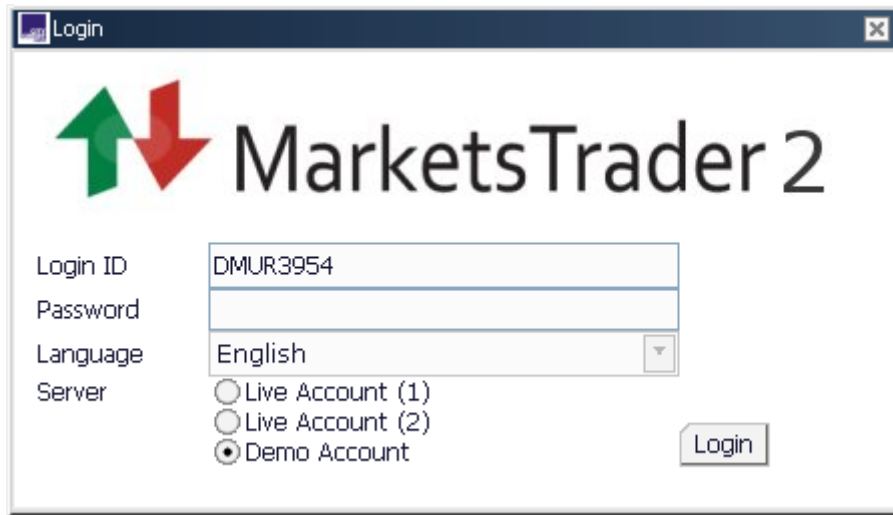 Login
MarketsTrader 2
Login ID DMUR3954
Password
Language English
Server Live Account (1)
Live Account (2)
Demo Account
Login